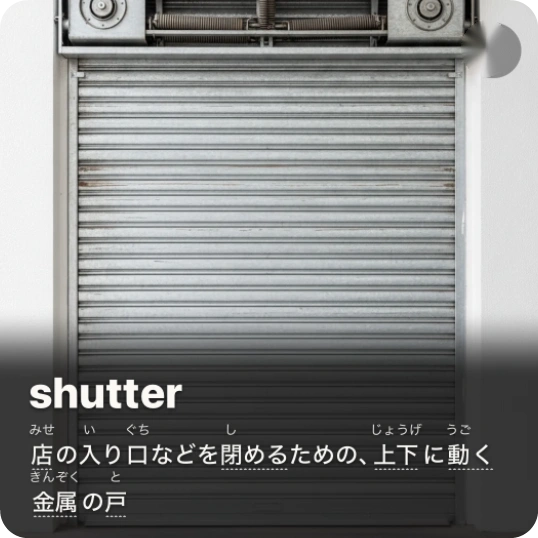 shutter
みせ い ぐち し じょうげ うご
店の入り口などを閉めるための、上下に動く
きんぞく と
金属の戸